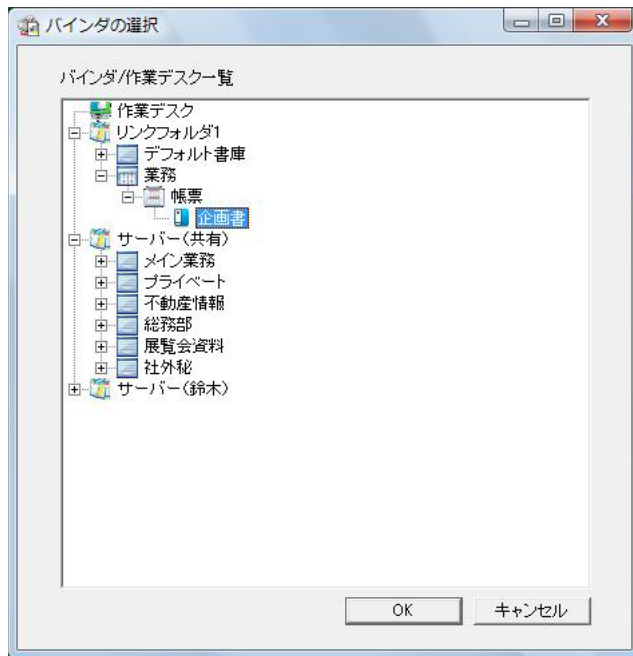 バインダの選択
バインダ/作業デスク一覧
作業デスク
リンクフォルダ1
デフォルト書庫
業務
帳票
企画書
サーバー(共有)
メイン業務
プライベート
不動産情報
総務部
展覧会資料
社外秘
サーバー(鈴木)
OK キャンセル